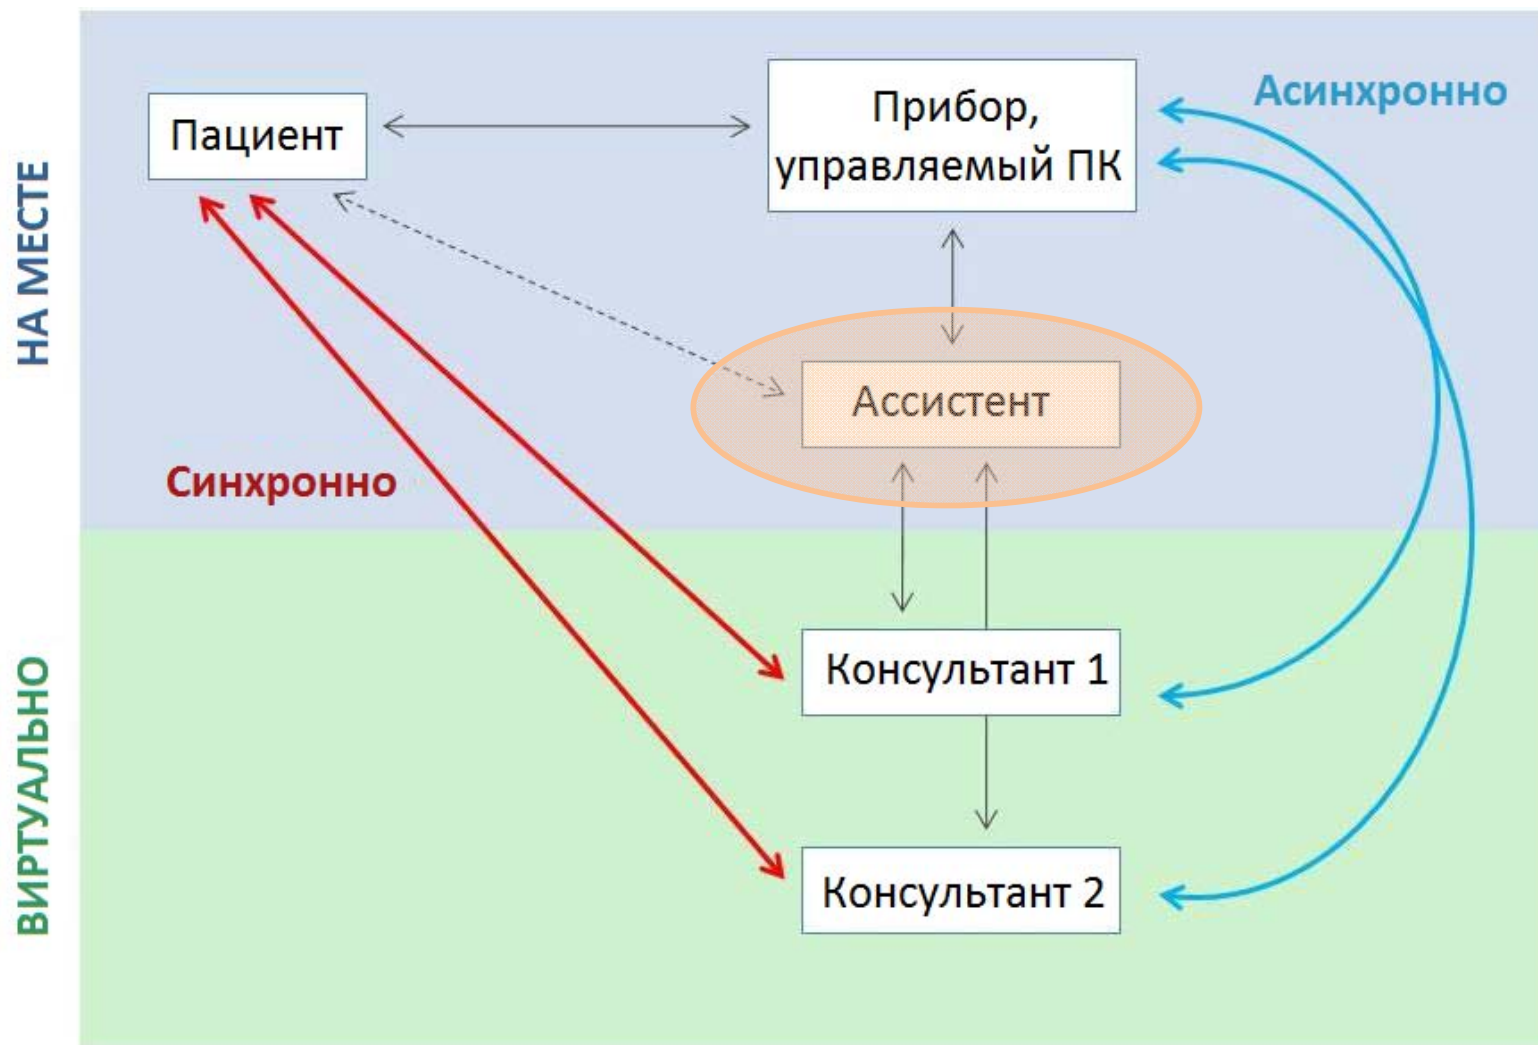 НА МЕСТЕ
Пациент
Прибор,
управляемый ПК
Асинхронно
Ассистент
Синхронно
ВИРТУАЛЬНО
Консультант 1
Консультант 2